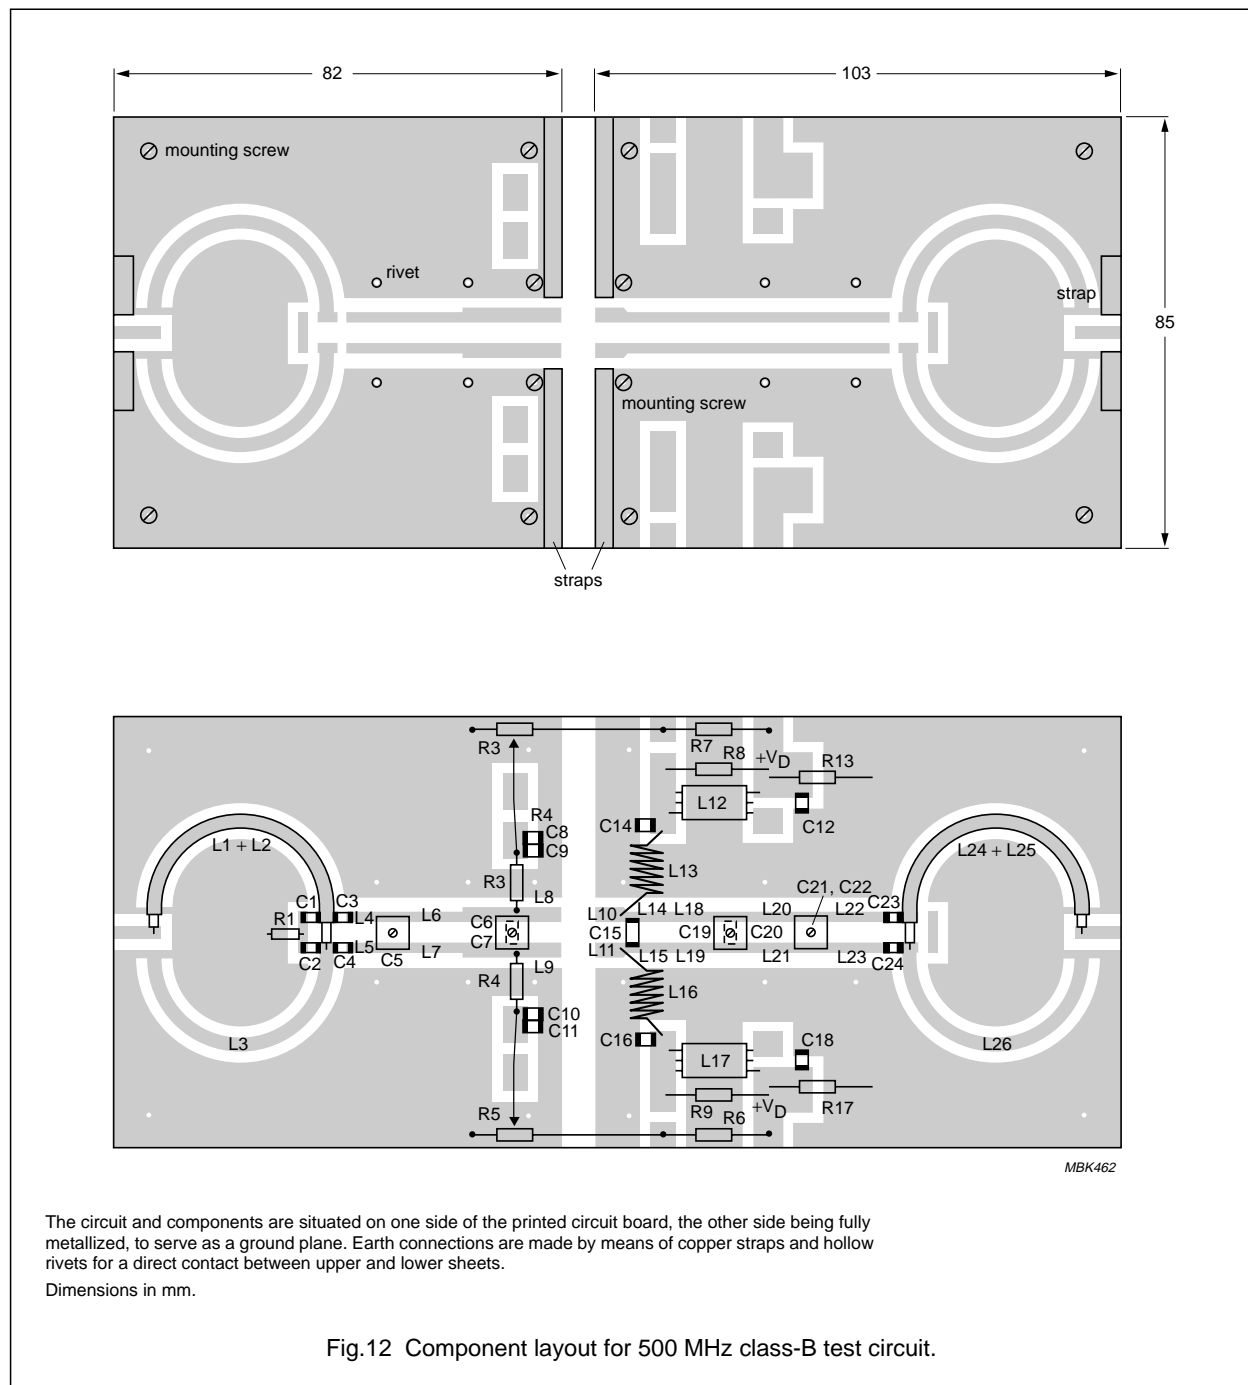 82
103
mounting screw
rivet
strap
85
mounting screw
straps
R3
R7
R8
+VD
R13
L12
R4
C8
C9
C14
C12
L1 + L2
L13
L24 + L25
R3
L8
C21, C22
C1
C3
L4
L6
L10
L14
L18
L20
L22
C23
R1
C6
C7
C15
C19
C20
L5
C5
L7
L11
L15
L19
L21
L23
C24
C2
C4
L9
R4
L16
C10
C11
L3
C16
L17
C18
L26
R5
R9
R6
+VD
R17
MBK462
The circuit and components are situated on one side of the printed circuit board, the other side being fully
metallized, to serve as a ground plane. Earth connections are made by means of copper straps and hollow
rivets for a direct contact between upper and lower sheets.
Dimensions in mm.
Fig.12 Component layout for 500 MHz class-B test circuit.